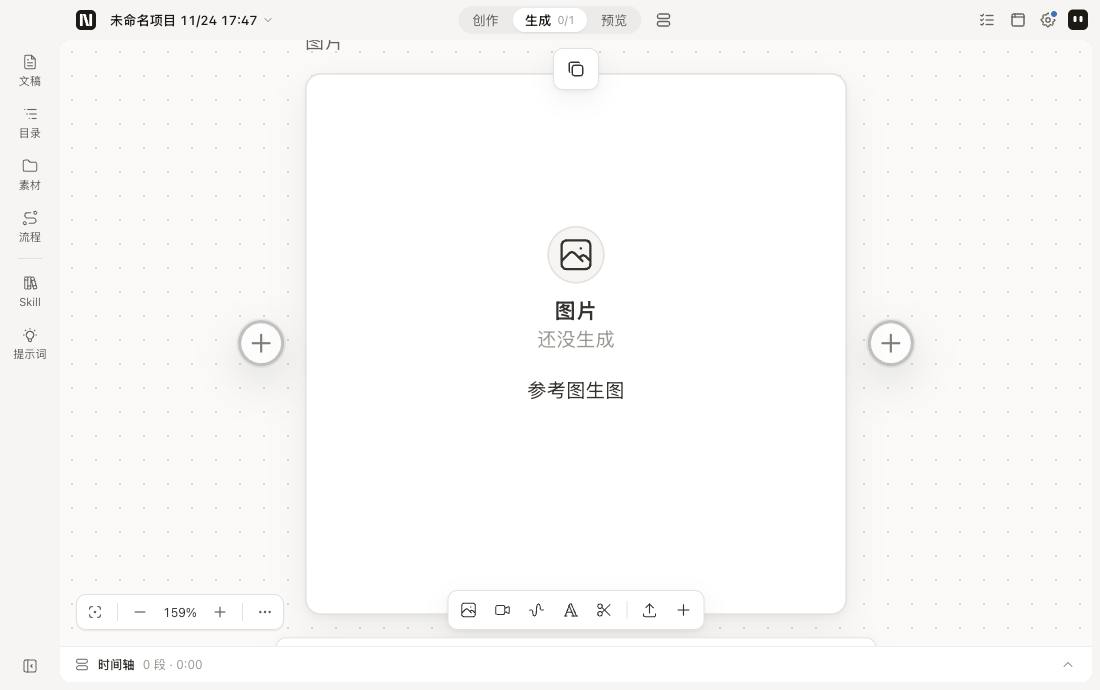 未命名项目 11/24 17:47
创作
生成 0/1
预览
图片
文稿
目录
素材
流程
Skill
提示词
图片
还没生成
参考图生图
159%
时间轴 0 段 · 0:00